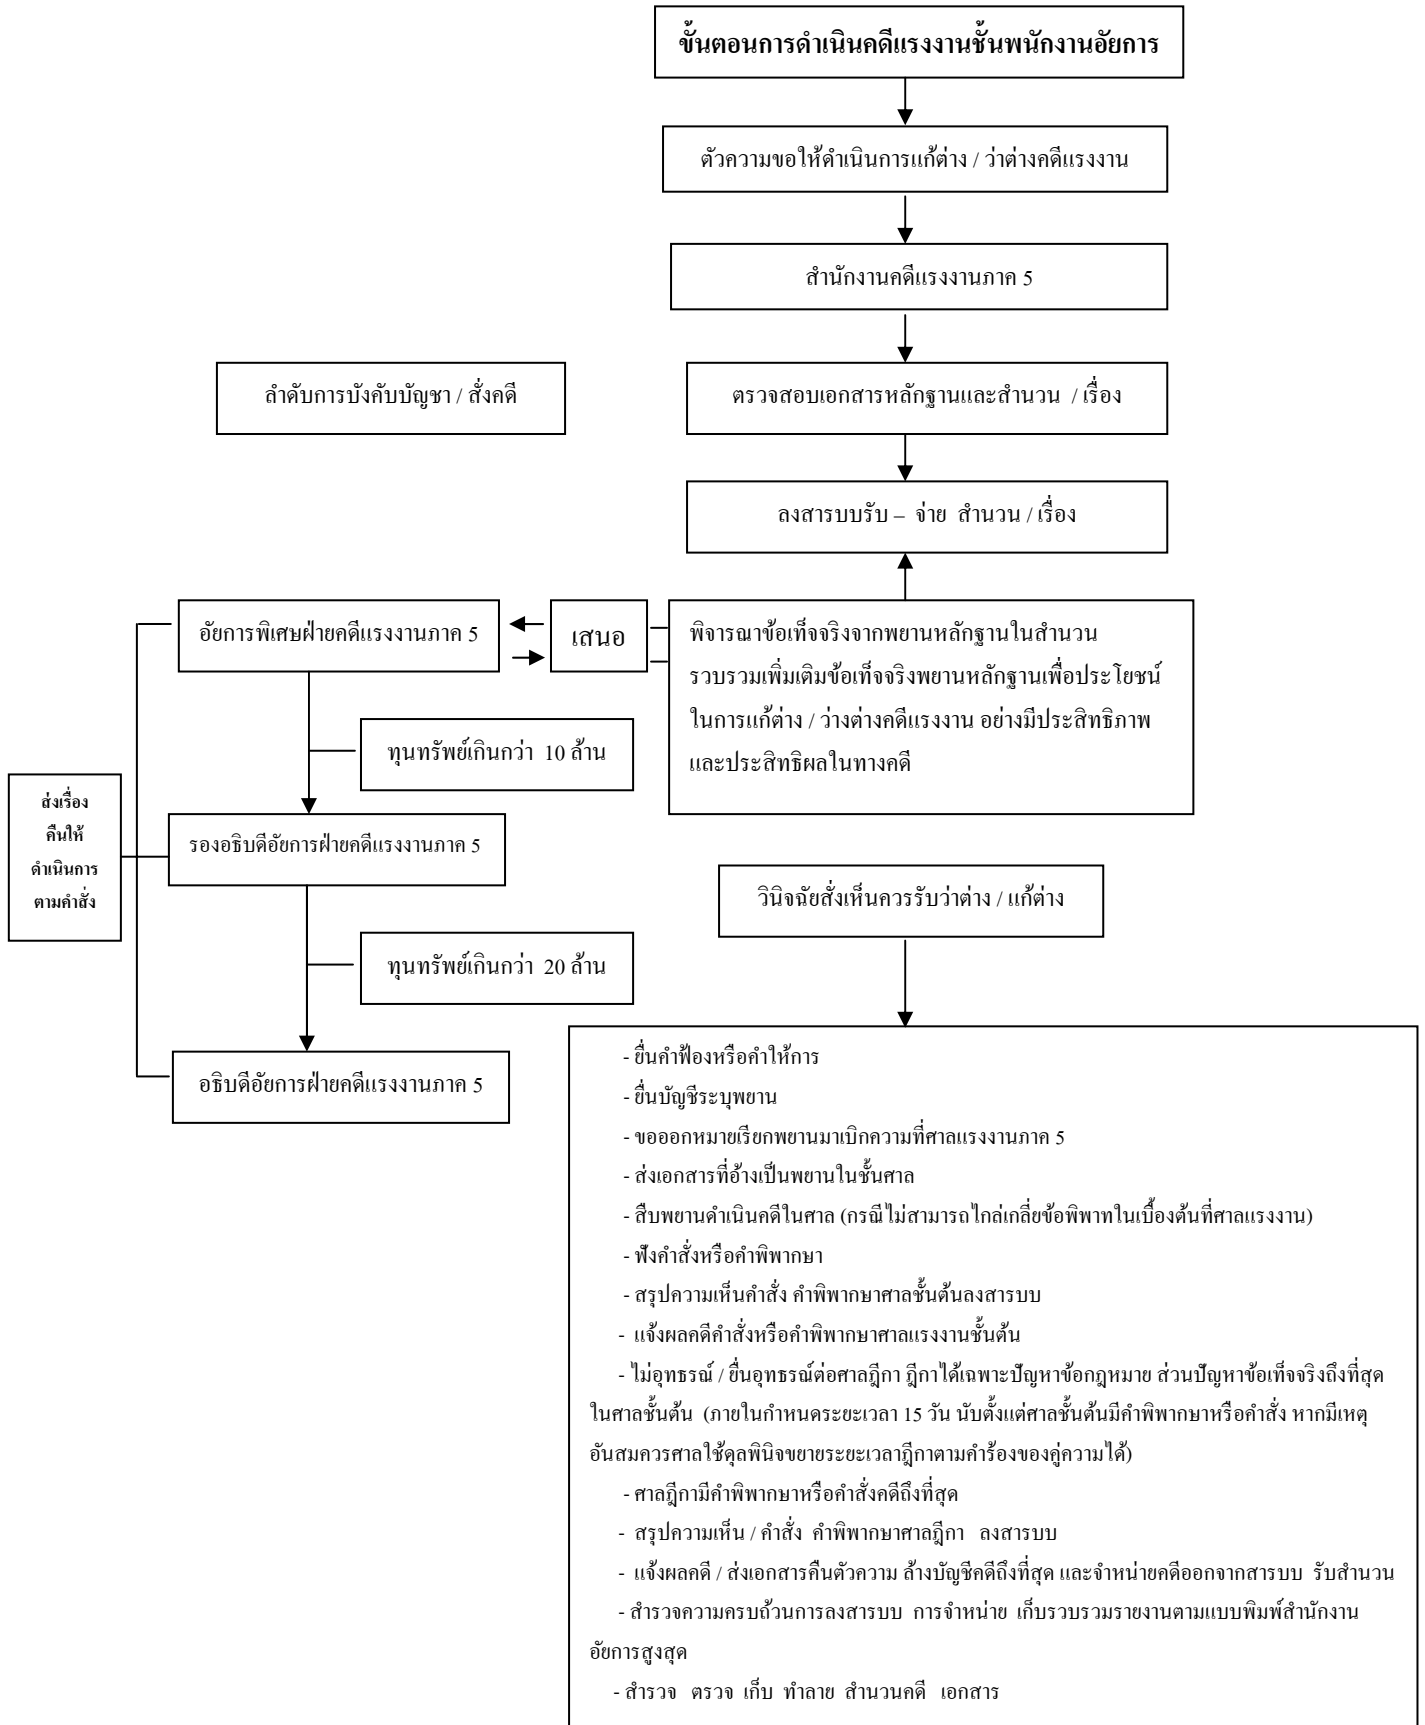 ขั้นตอนการดำเนินคดีแรงงานชั้นพนักงานอัยการ
ตัวความขอให้ดำเนินการแก้ต่าง / ว่าต่างคดีแรงงาน
สำนักงานคดีแรงงานภาค 5
ลำดับการบังคับบัญชา / สั่งคดี
ตรวจสอบเอกสารหลักฐานและสำนวน / เรื่อง
ลงสารบบรับ – จ่าย สำนวน / เรื่อง
อัยการพิเศษฝ่ายคดีแรงงานภาค 5
เสนอ
พิจารณาข้อเท็จจริงจากพยานหลักฐานในสำนวน
รวบรวมเพิ่มเติมข้อเท็จจริงพยานหลักฐานเพื่อประโยชน์
ในการแก้ต่าง / ว่างต่างคดีแรงงาน อย่างมีประสิทธิภาพ
และประสิทธิผลในทางคดี
ทุนทรัพย์เกินกว่า 10 ล้าน
ส่งเรื่อง
คืนให้
ดำเนินการ
ตามคำสั่ง
รองอธิบดีอัยการฝ่ายคดีแรงงานภาค 5
วินิจฉัยสั่งเห็นควรรับว่าต่าง / แก้ต่าง
ทุนทรัพย์เกินกว่า 20 ล้าน
อธิบดีอัยการฝ่ายคดีแรงงานภาค 5
- ยื่นคำฟ้องหรือคำให้การ
- ยื่นบัญชีระบุพยาน
- ขอออกหมายเรียกพยานมาเบิกความที่ศาลแรงงานภาค 5
- ส่งเอกสารที่อ้างเป็นพยานในชั้นศาล
- สืบพยานดำเนินคดีในศาล (กรณีไม่สามารถไกล่เกลี่ยข้อพิพาทในเบื้องต้นที่ศาลแรงงาน)
- ฟังคำสั่งหรือคำพิพากษา
- สรุปความเห็นคำสั่ง คำพิพากษาศาลชั้นต้นลงสารบบ
- แจ้งผลคดีคำสั่งหรือคำพิพากษาศาลแรงงานชั้นต้น
- ไม่อุทธรณ์ / ยื่นอุทธรณ์ต่อศาลฎีกา ฎีกาได้เฉพาะปัญหาข้อกฎหมาย ส่วนปัญหาข้อเท็จจริงถึงที่สุด
ในศาลชั้นต้น (ภายในกำหนดระยะเวลา 15 วัน นับตั้งแต่ศาลชั้นต้นมีคำพิพากษาหรือคำสั่ง หากมีเหตุ
อันสมควรศาลใช้ดุลพินิจขยายระยะเวลาฎีกาตามคำร้องของคู่ความได้)
- ศาลฎีกามีคำพิพากษาหรือคำสั่งคดีถึงที่สุด
- สรุปความเห็น / คำสั่ง คำพิพากษาศาลฎีกา ลงสารบบ
- แจ้งผลคดี / ส่งเอกสารคืนตัวความ ล้างบัญชีคดีถึงที่สุด และจำหน่ายคดีออกจากสารบบ รับสำนวน
- สำรวจความครบถ้วนการลงสารบบ การจำหน่าย เก็บรวบรวมรายงานตามแบบพิมพ์สำนักงาน
อัยการสูงสุด
- สำรวจ ตรวจ เก็บ ทำลาย สำนวนคดี เอกสาร